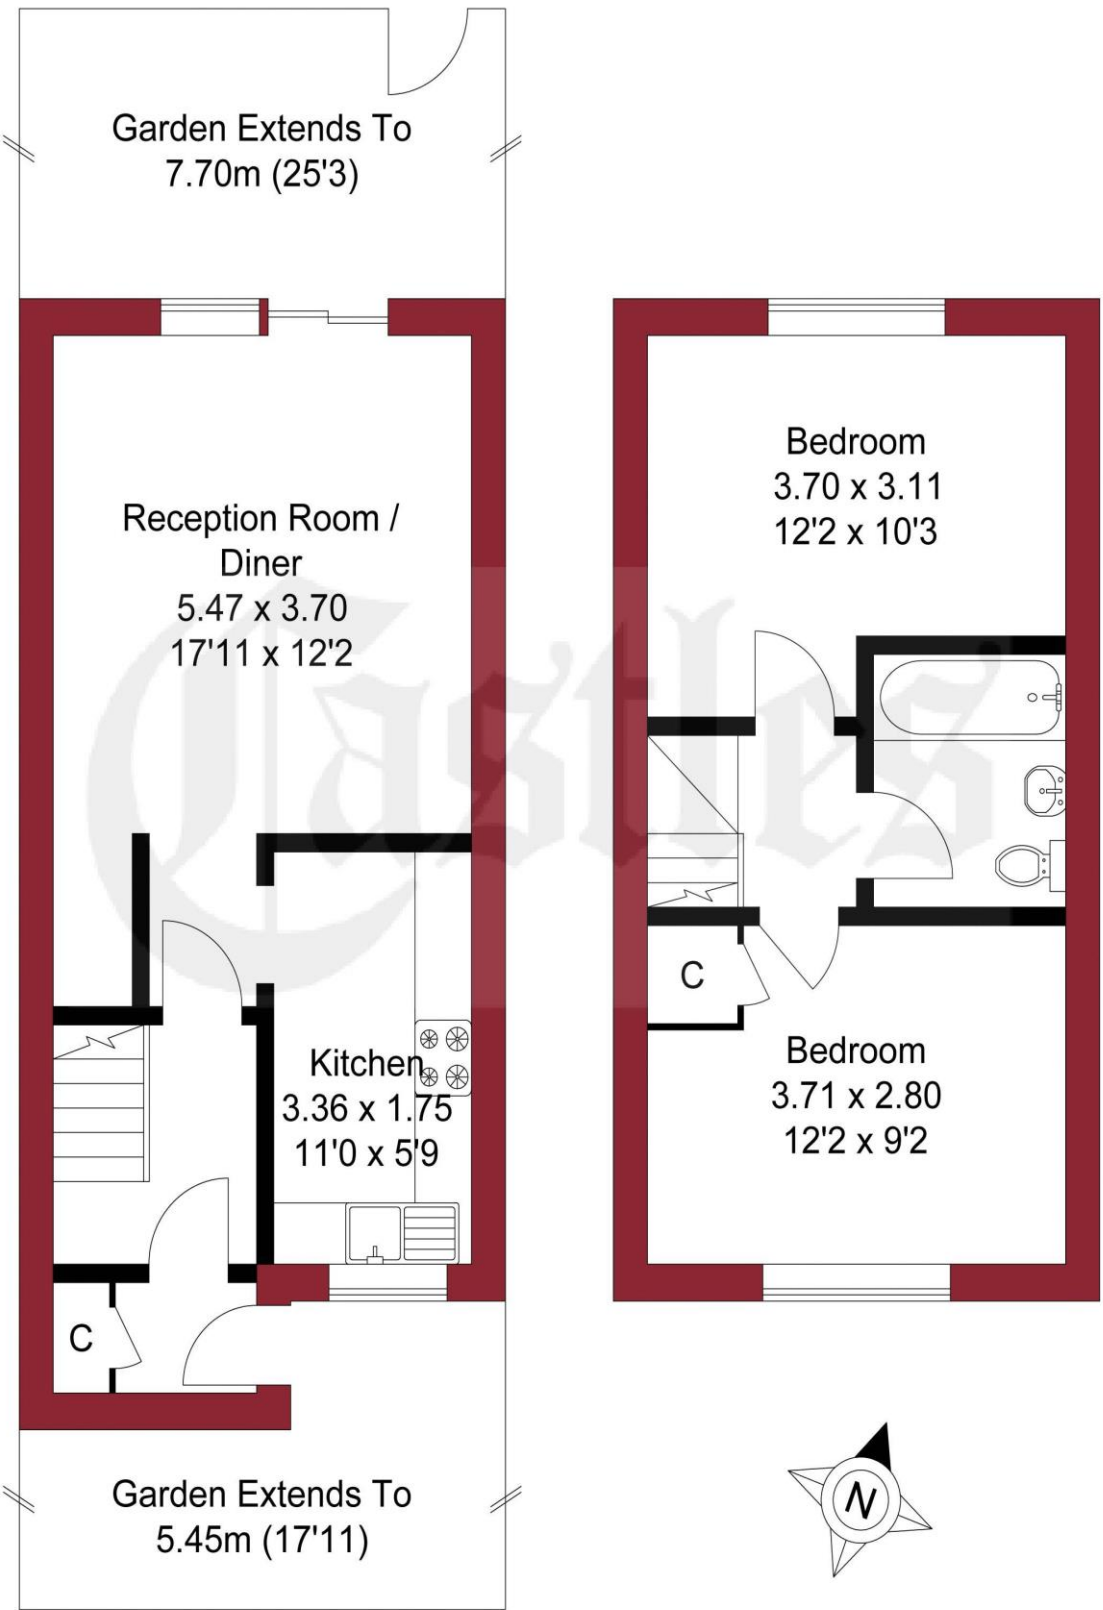 Garden Extends To
7.70m (25'3)
Reception Room /
Diner
5.47 x 3.70
17'11 x 12'2
Kitchen
3.36 x 1.75
11'0 x 5'9
C
Garden Extends To
5.45m (17'11)
Bedroom
3.70 x 3.11
12'2 x 10'3
C
Bedroom
3.71 x 2.80
12'2 x 9'2
N
Castles